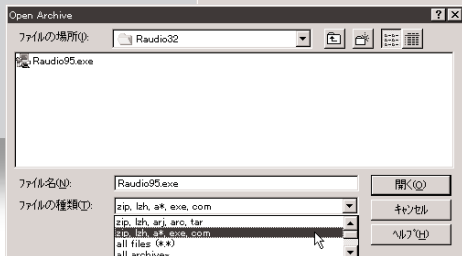 Open Archive
ﾌｧｲﾙの場所(I):
Raudio32
Raudio95.exe
ﾌｧｲﾙ名(N):
Raudio95.exe
開く(O)
ﾌｧｲﾙの種類(T):
zip, lzh, a*, exe, com
ｷｬﾝｾﾙ
zip, lzh, arj, arc, tar
zip, lzh, a*, exe, com
ﾍﾙﾌﾟ(H)
all files (*.*)
all archives